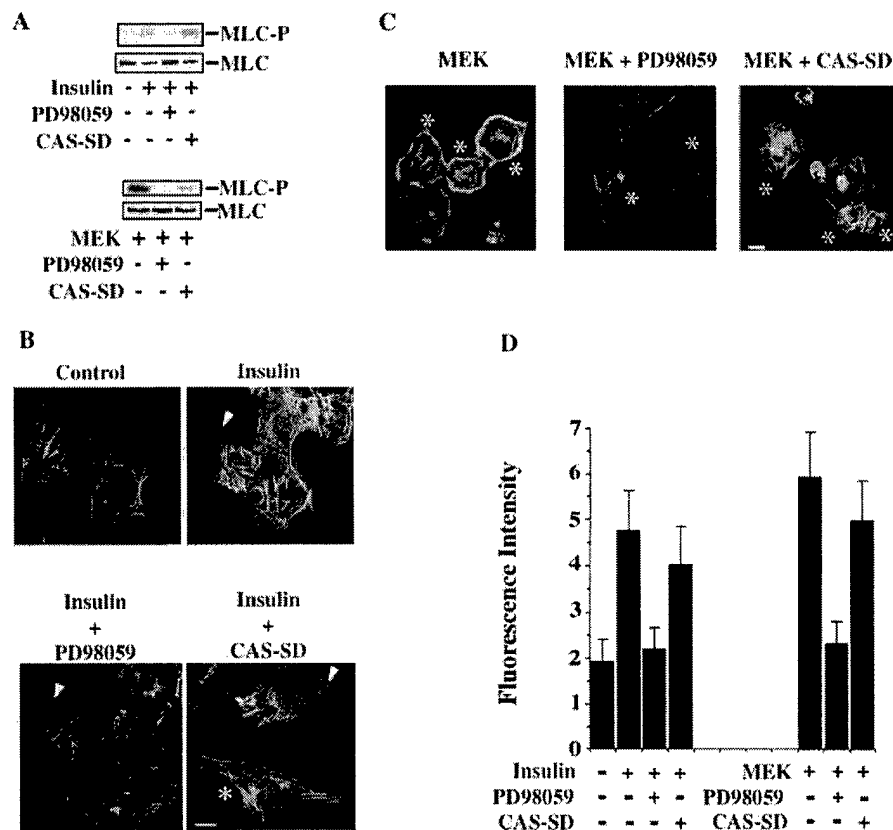 A
MLC-P
MLC
Insulin - + + +
PD98059 - - + -
CAS-SD - - - +
MLC-P
MLC
MEK + + +
PD98059 - + -
CAS-SD - - +
B
Control
Insulin
Insulin
+
PD98059
Insulin
+
CAS-SD
*
C
MEK
MEK + PD98059
MEK + CAS-SD
* * *
* *
* * *
D
Fluorescence Intensity
7
6
5
4
3
2
1
0
Insulin - + + +
PD98059 - - + -
CAS-SD - - - +
MEK + + +
PD98059 - + -
CAS-SD - - +